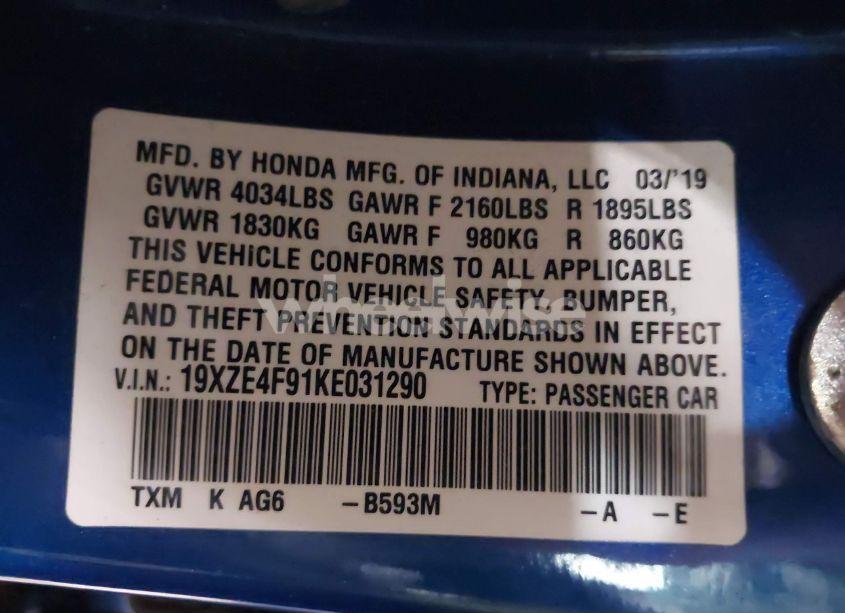 MFD. BY HONDA MFG. OF INDIANA, LLC 03/'19
GVWR 4034LBS GAWR F 2160LBS R 1895LBS
GVWR 1830KG GAWR F 980KG R 860KG
THIS VEHICLE CONFORMS TO ALL APPLICABLE
FEDERAL MOTOR VEHICLE SAFETY, BUMPER,
AND THEFT PREVENTION STANDARDS IN EFFECT
ON THE DATE OF MANUFACTURE SHOWN ABOVE.
V.I.N.: 19XZE4F91KE031290 TYPE: PASSENGER CAR
TXM K AG6 -B593M -A -E
wheelwise